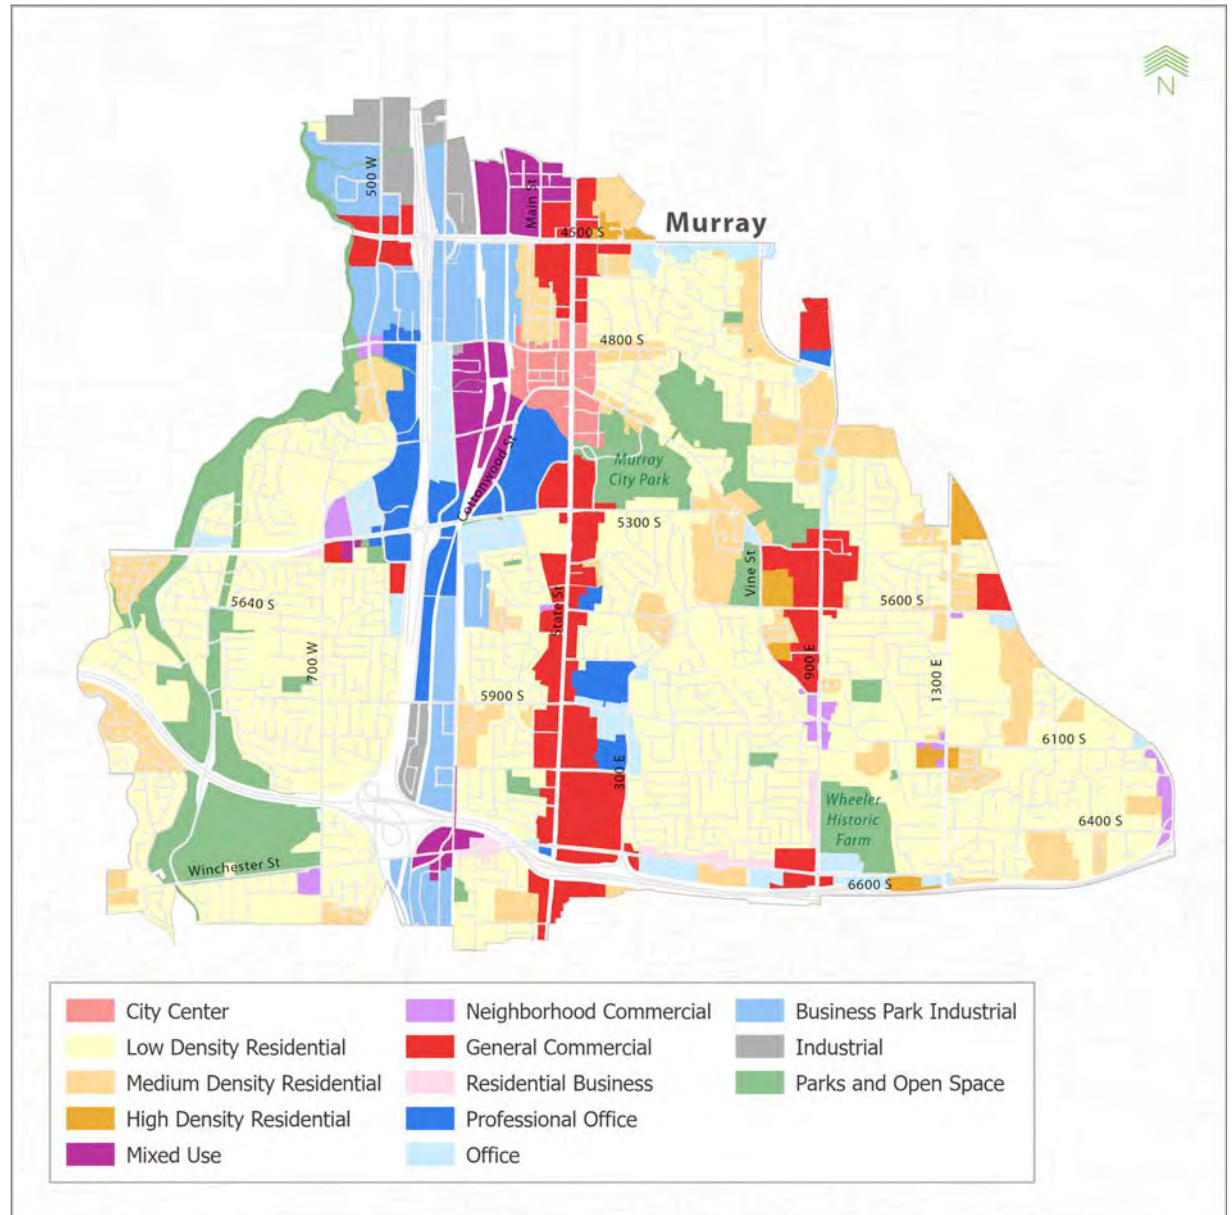 N
500 W
Main St
Murray
4500 S
4800 S
Cottonwood St
Murray
City Park
5300 S
Vine St
5640 S
State St
5600 S
700 W
900 E
1300 E
5900 S
6100 S
300 E
Wheeler
Historic
Farm
6400 S
Winchester St
6600 S
City Center
Low Density Residential
Medium Density Residential
High Density Residential
Mixed Use
Neighborhood Commercial
General Commercial
Residential Business
Professional Office
Office
Business Park Industrial
Industrial
Parks and Open Space